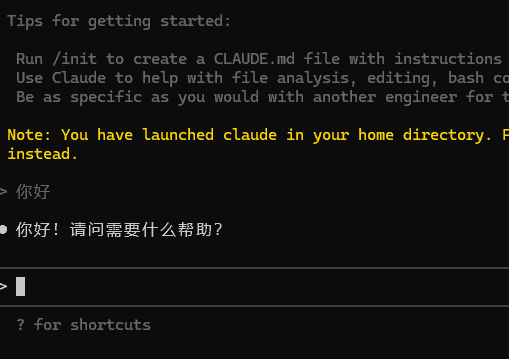 Tips for getting started:
Run /init to create a CLAUDE.md file with instructions
Use Claude to help with file analysis, editing, bash co
Be as specific as you would with another engineer for t
Note: You have launched claude in your home directory. F
instead.
> 你好
● 你好！请问需要什么帮助？
>
? for shortcuts